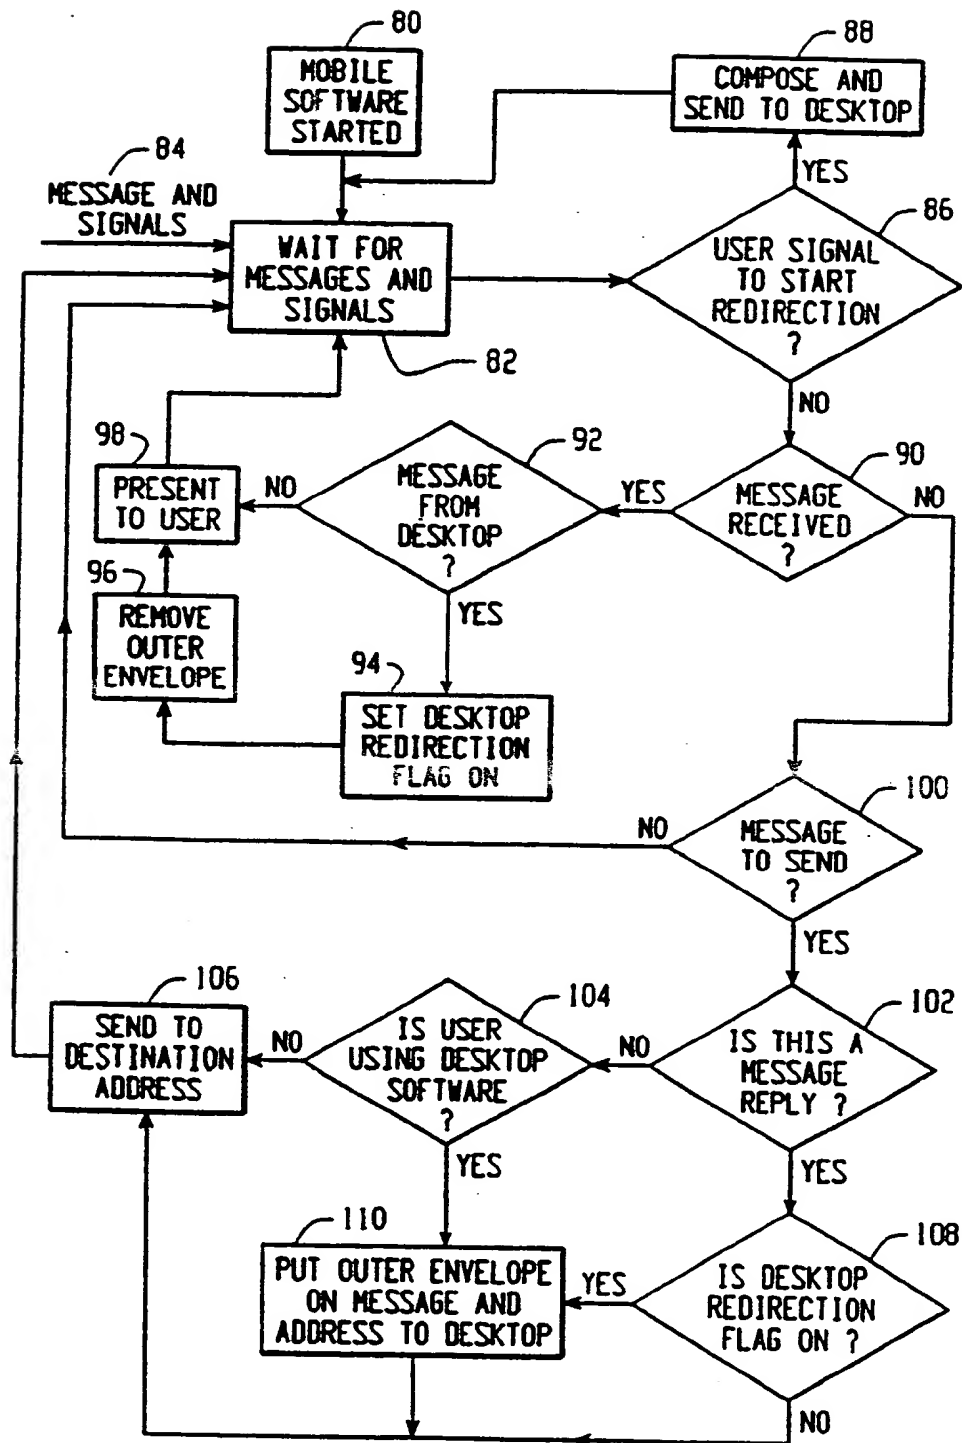 80
MOBILE
SOFTWARE
STARTED
88
COMPOSE AND
SEND TO DESKTOP
YES
84
MESSAGE AND
SIGNALS
WAIT FOR
MESSAGES AND
SIGNALS
82
86
USER SIGNAL
TO START
REDIRECTION
?
NO
98
PRESENT
TO USER
NO
92
MESSAGE
FROM
DESKTOP
?
YES
90
MESSAGE
RECEIVED
?
NO
96
REMOVE
OUTER
ENVELOPE
YES
94
SET DESKTOP
REDIRECTION
FLAG ON
100
MESSAGE
TO SEND
?
NO
YES
106
SEND TO
DESTINATION
ADDRESS
NO
104
IS USER
USING DESKTOP
SOFTWARE
?
NO
102
IS THIS A
MESSAGE
REPLY ?
YES
YES
110
PUT OUTER ENVELOPE
ON MESSAGE AND
ADDRESS TO DESKTOP
YES
108
IS DESKTOP
REDIRECTION
FLAG ON ?
NO